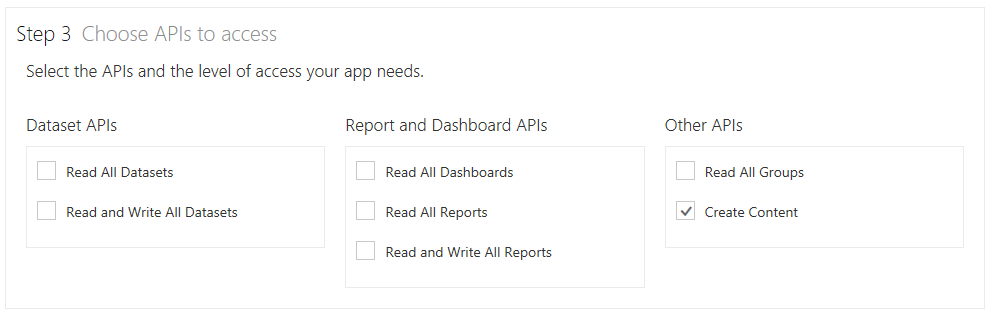 Step 3 Choose APIs to access
Select the APIs and the level of access your app needs.
Dataset APIs
Read All Datasets
Read and Write All Datasets
Report and Dashboard APIs
Read All Dashboards
Read All Reports
Read and Write All Reports
Other APIs
Read All Groups
Create Content